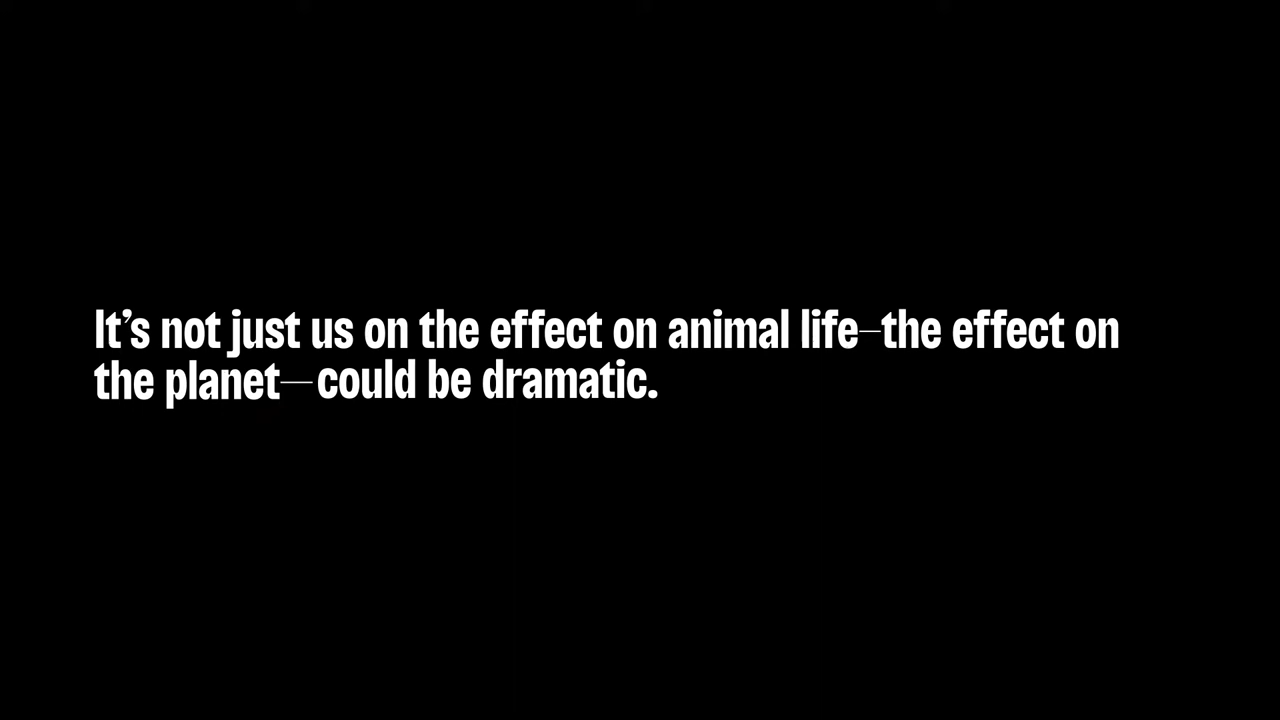 It’s not just us on the effect on animal life–the effect on
the planet—could be dramatic.